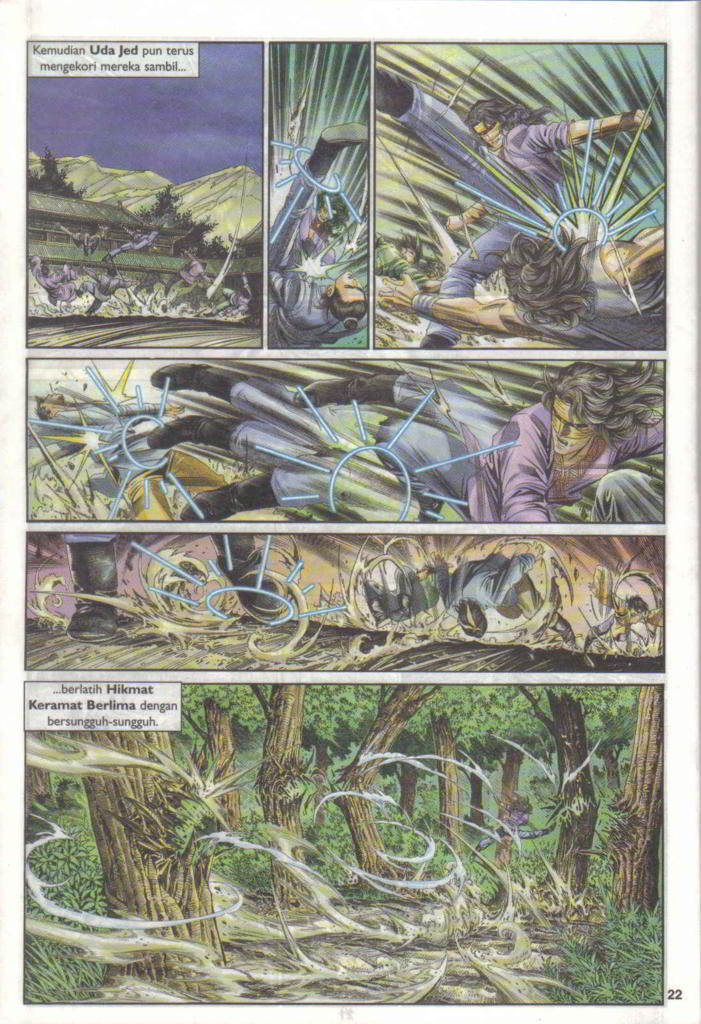 Kemudian Uda Jed pun terus
mengekori mereka sambil...
...berlatih Hikmat
Keramat Berlima dengan
bersungguh-sungguh.
22